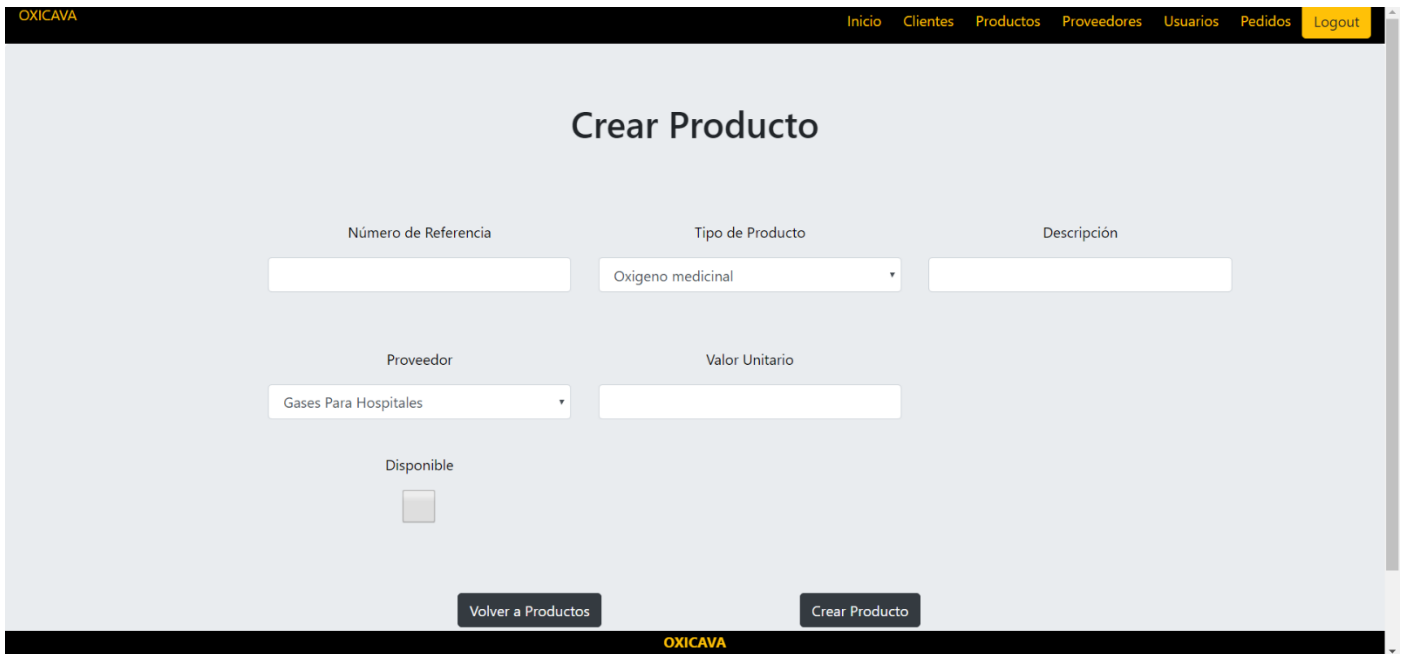 OXICAVA
Inicio Clientes Productos Proveedores Usuarios Pedidos Logout
Crear Producto
Número de Referencia Tipo de Producto Descripción
Oxigeno medicinal
Proveedor Valor Unitario
Gases Para Hospitales
Disponible
Volver a Productos Crear Producto
OXICAVA